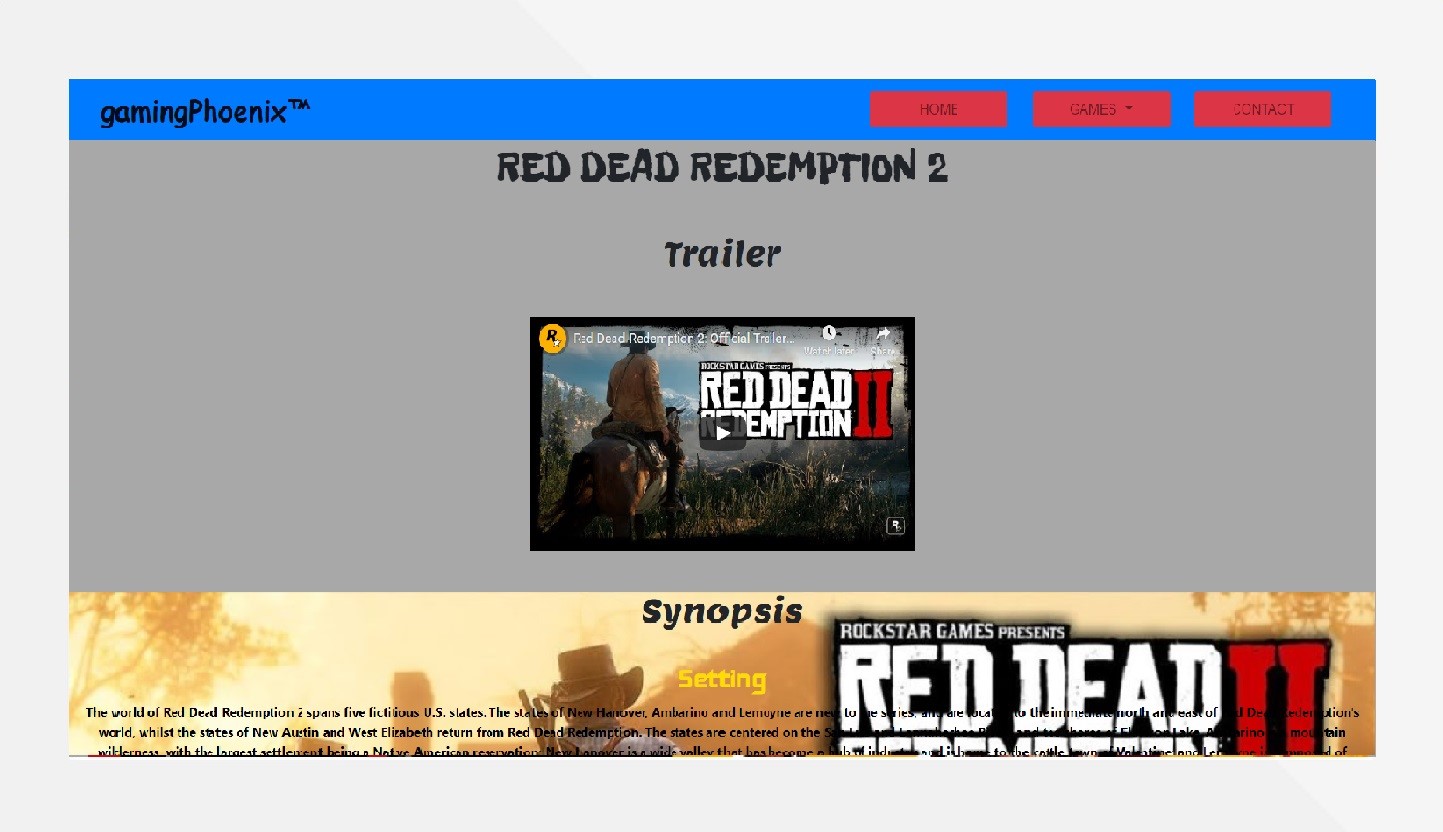 gamingPhoenix™
HOME
GAMES
CONTACT
RED DEAD REDEMPTION 2
Trailer
Red Dead Redemption 2: Official Trailer...
Watch later
Share
ROCKSTAR GAMES PRESENTS
RED DEAD
REDEMPTION II
Synopsis
ROCKSTAR GAMES PRESENTS
RED DEAD II
Setting
The world of Red Dead Redemption 2 spans five fictitious U.S. states. The states of New Hanover, Ambarino and Lemoyne are new to the series, and are located to the immediate north and east of Red Dead Redemption's
world, whilst the states of New Austin and West Elizabeth return from Red Dead Redemption. The states are centered on the San Luis and Lannahechee Rivers and the shores of Flat Iron Lake. Ambarino is a mountain
wilderness, with the largest settlement being a Native American reservation; New Hanover is a wide valley that has become a hub of industry and is home to the cattle town of Valentine; and Lemoyne is composed of